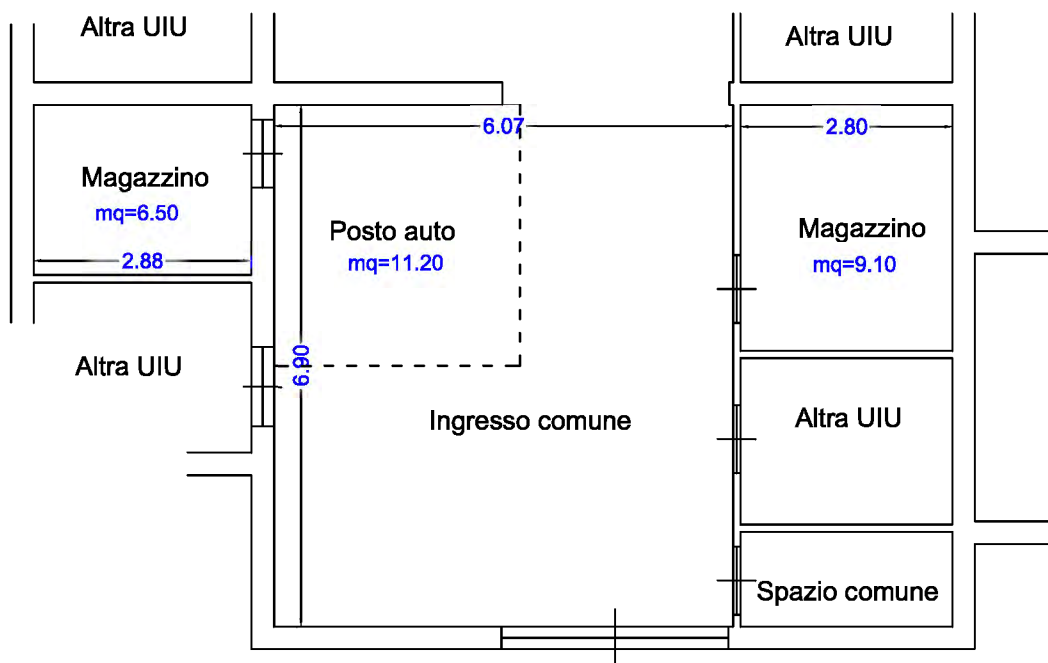 Altra UIU
Altra UIU
6.07
2.80
Magazzino
mq=6.50
Posto auto
mq=11.20
Magazzino
mq=9.10
2.88
Altra UIU
6.90
Ingresso comune
Altra UIU
Spazio comune